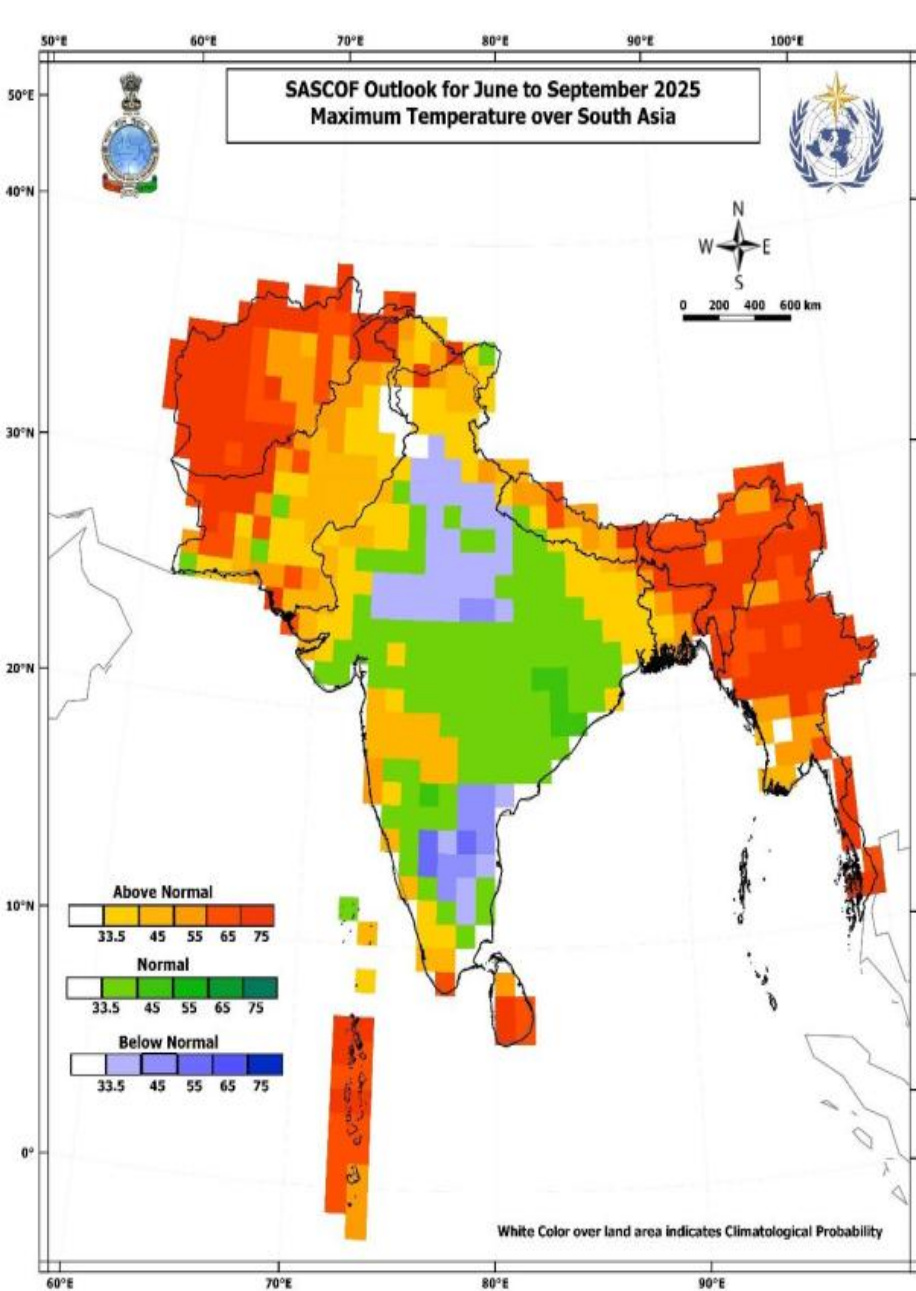 50°E 60°E 70°E 80°E 90°E 100°E
SASCOF Outlook for June to September 2025
Maximum Temperature over South Asia
50°N
40°N
N
W E
S
0 200 400 600 km
30°N
20°N
10°N
Above Normal
33.5 45 55 65 75
Normal
33.5 45 55 65 75
Below Normal
33.5 45 55 65 75
0°
White Color over land area indicates Climatological Probability
60°E 70°E 80°E 90°E